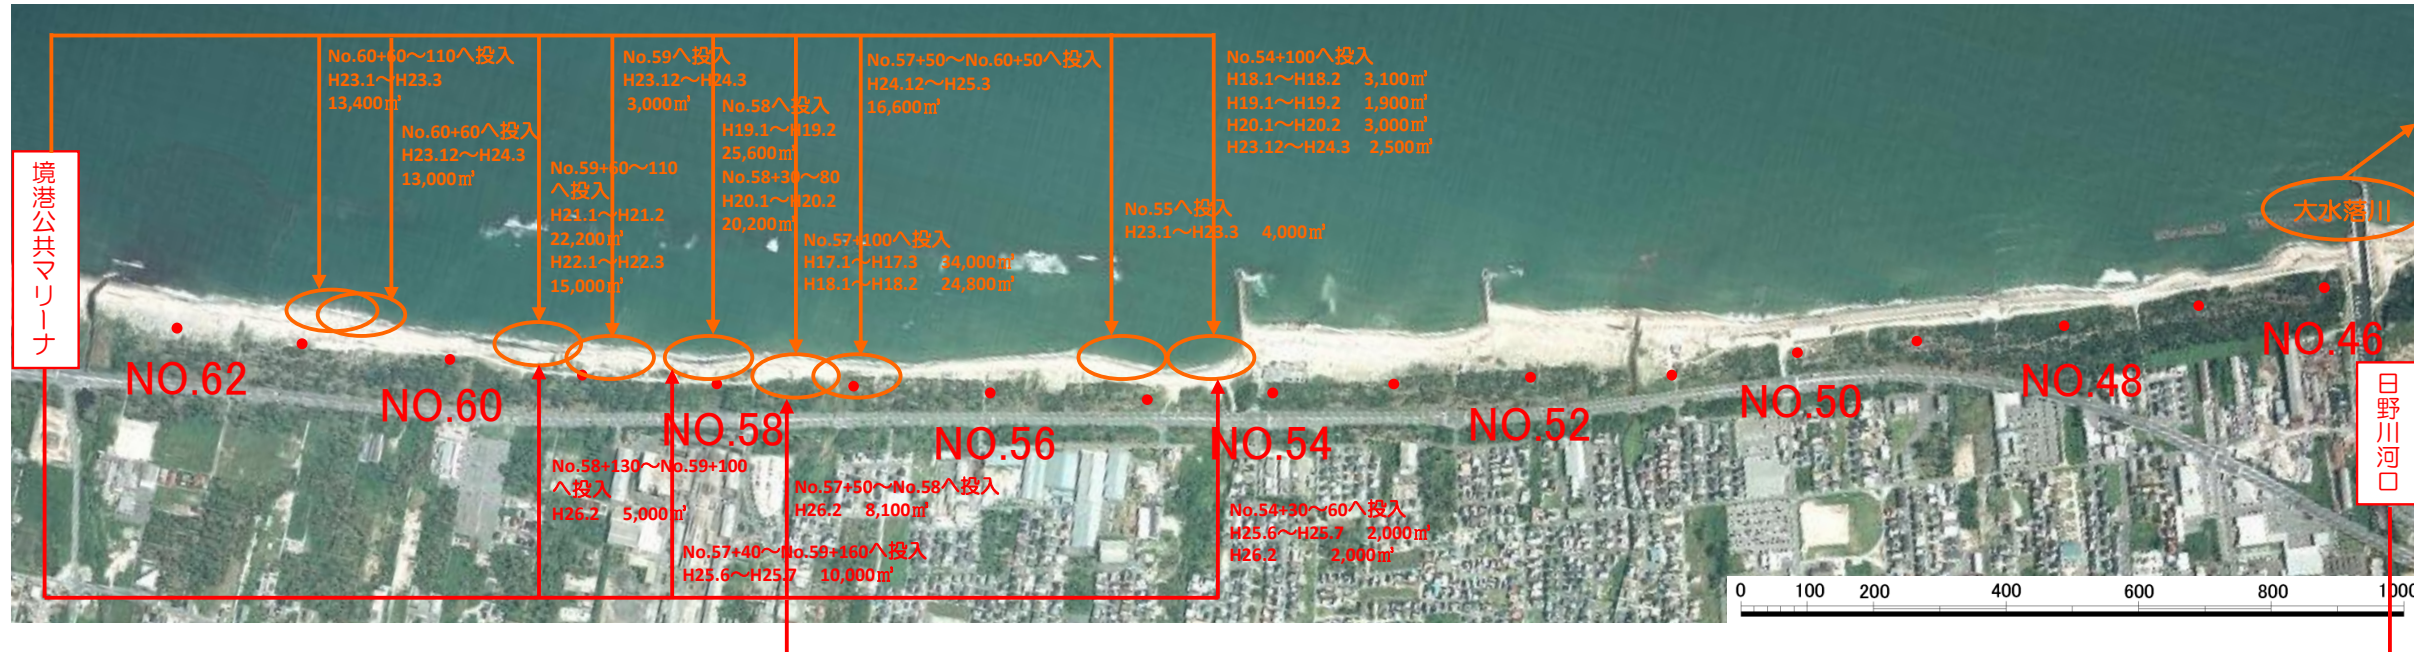 No.60+60～110へ投入
H23.1～H23.3
13,400㎥
No.60+60へ投入
H23.12～H24.3
13,000㎥
No.59+60～110
へ投入
H21.1～H21.2
22,200㎥
H22.1～H22.3
15,000㎥
No.59へ投入
H23.12～H24.3
3,000㎥
No.58へ投入
H19.1～H19.2
25,600㎥
No.58+30～80
H20.1～H20.2
20,200㎥
No.57+100へ投入
H17.1～H17.3 34,000㎥
H18.1～H18.2 24,800㎥
No.57+50～No.60+50へ投入
H24.12～H25.3
16,600㎥
No.55へ投入
H23.1～H23.3 4,000㎥
No.54+100へ投入
H18.1～H18.2 3,100㎥
H19.1～H19.2 1,900㎥
H20.1～H20.2 3,000㎥
H23.12～H24.3 2,500㎥
大水落川
境港公共マリーナ
NO.62
NO.60
NO.58
NO.56
NO.54
NO.52
NO.50
NO.48
NO.46
日野川河口
No.58+130～No.59+100
へ投入
H26.2 5,000㎥
No.57+40～No.59+160へ投入
H25.6～H25.7 10,000㎥
No.57+50～No.58へ投入
H26.2 8,100㎥
No.54+30～60へ投入
H25.6～H25.7 2,000㎥
H26.2 2,000㎥
0 100 200 400 600 800 1000